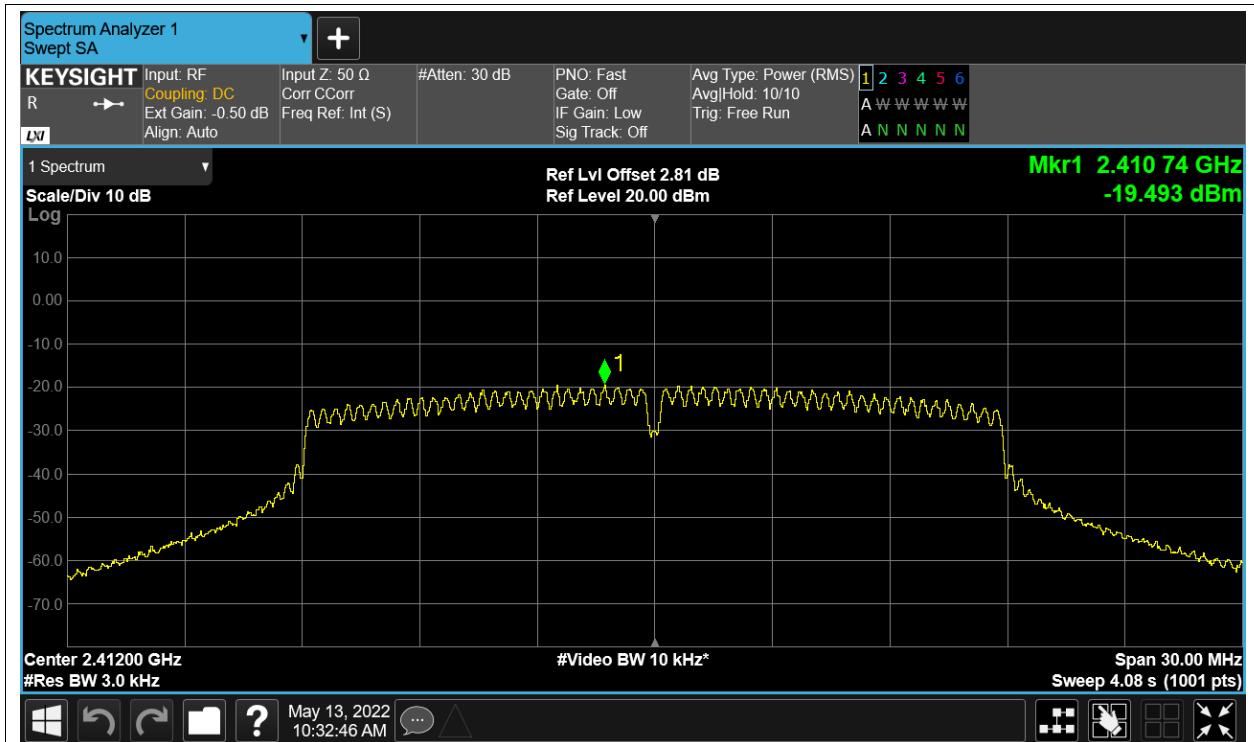 Spectrum Analyzer 1
Swept SA
+
KEYSIGHT
R
LXI
Input: RF
Coupling: DC
Ext Gain: -0.50 dB
Align: Auto
Input Z: 50 Ω
Corr CCorr
Freq Ref: Int (S)
#Atten: 30 dB
PNO: Fast
Gate: Off
IF Gain: Low
Sig Track: Off
Avg Type: Power (RMS)
Avg|Hold: 10/10
Trig: Free Run
1 2 3 4 5 6
A W W W W W
A N N N N N
1 Spectrum
Scale/Div 10 dB
Ref Lvl Offset 2.81 dB
Ref Level 20.00 dBm
Mkr1 2.410 74 GHz
-19.493 dBm
Log
10.0
0.00
-10.0
1
-20.0
-30.0
-40.0
-50.0
-60.0
-70.0
Center 2.41200 GHz
#Res BW 3.0 kHz
#Video BW 10 kHz*
Span 30.00 MHz
Sweep 4.08 s (1001 pts)
?
May 13, 2022
10:32:46 AM